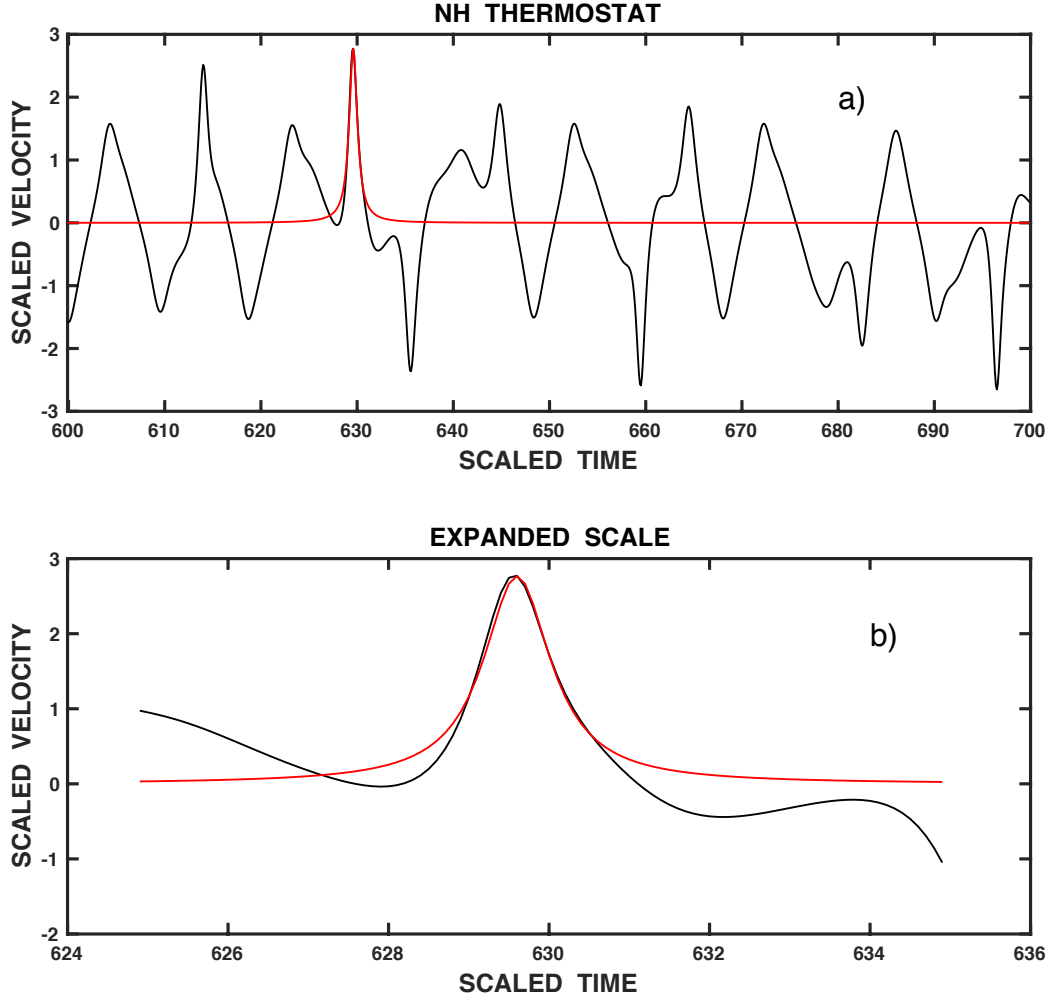 NH THERMOSTAT
3
2
1
0
-1
-2
-3
SCALED VELOCITY
a)
600 610 620 630 640 650 660 670 680 690 700
SCALED TIME
EXPANDED SCALE
3
2
1
0
-1
-2
SCALED VELOCITY
b)
624 626 628 630 632 634 636
SCALED TIME